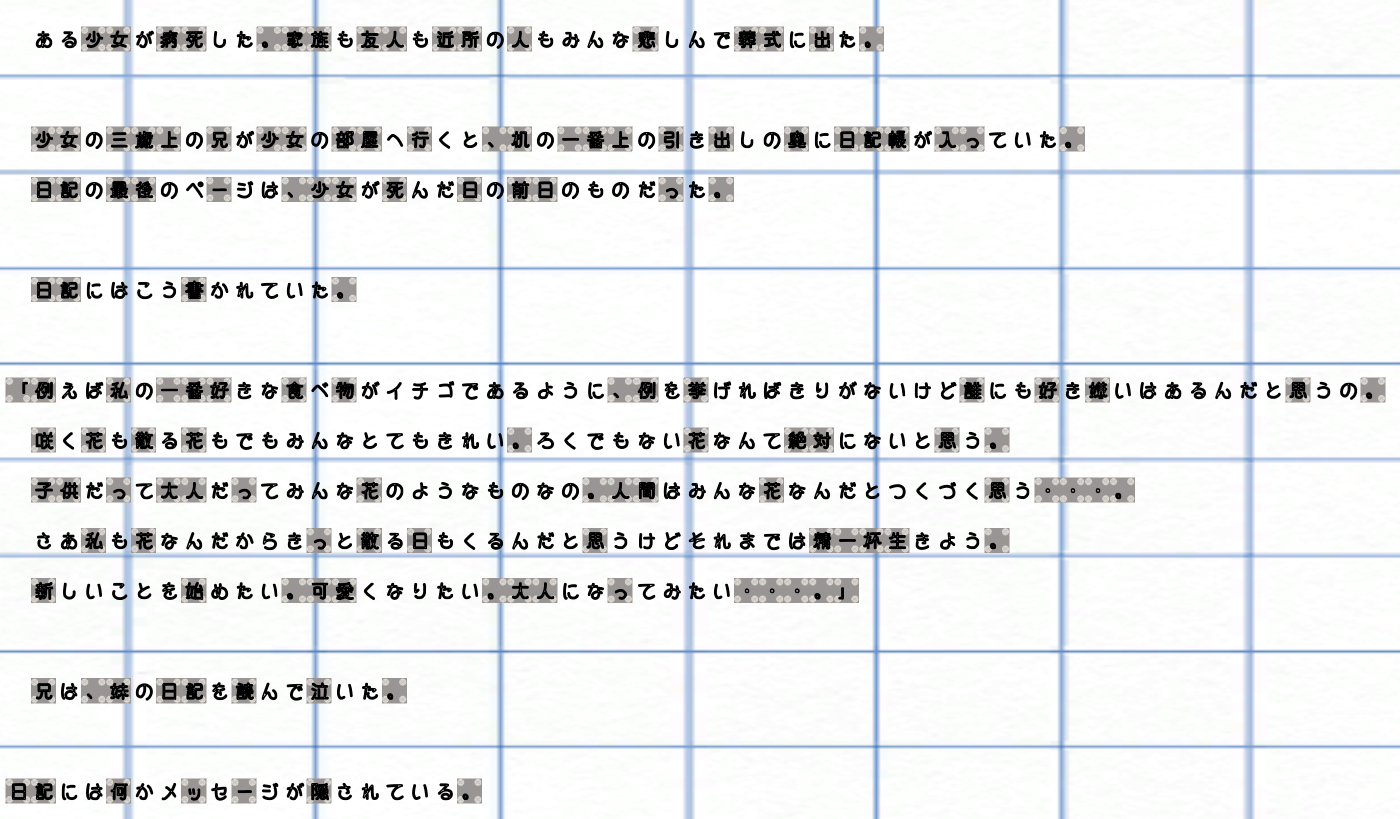 ある少女が病死した。家族も友人も近所の人もみんな悲しんで葬式に出た。
少女の三歳上の兄が少女の部屋へ行くと、机の一番上の引き出しの奥に日記帳が入っていた。
日記の最後のページは、少女が死んだ日の前日のものだった。
日記にはこう書かれていた。
「例えば私の一番好きな食べ物がイチゴであるように、例を挙げればきりがないけど誰にも好き嫌いはあるんだと思うの。
咲く花も散る花もでもみんなとてもきれい。ろくでもない花なんて絶対にないと思う。
子供だって大人だってみんな花のようなものなの。人間はみんな花なんだとつくづく思う・・・。
さあ私も花なんだからきっと散る日もくるんだと思うけどそれまでは精一杯生きよう。
新しいことを始めたい。可愛くなりたい。大人になってみたい・・・。」
兄は、妹の日記を読んで泣いた。
日記には何かメッセージが隠されている。